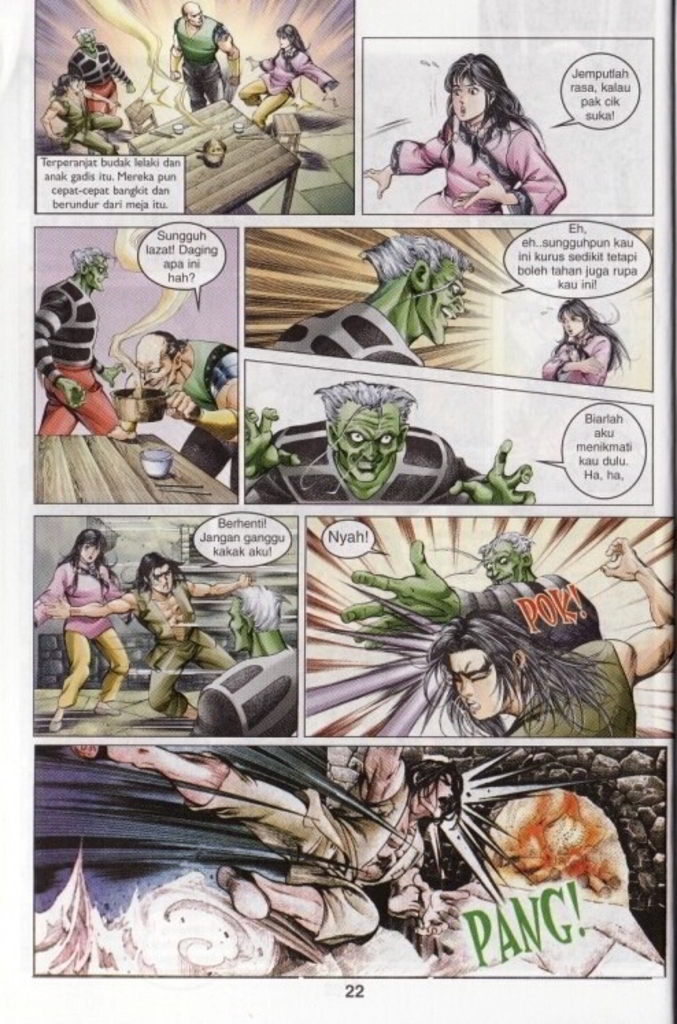 Terperanjat budak lelaki dan
anak gadis itu. Mereka pun
cepat-cepat bangkit dan
berundur dari meja itu.
Jemputlah
rasa, kalau
pak cik
suka!
Sungguh
lazat! Daging
apa ini
hah?
Eh,
eh..sungguhpun kau
ini kurus sedikit tetapi
boleh tahan juga rupa
kau ini!
Biarlah
aku
menikmati
kau dulu.
Ha, ha,
Berhenti!
Jangan ganggu
kakak aku!
Nyah!
POK!
PANG!
22